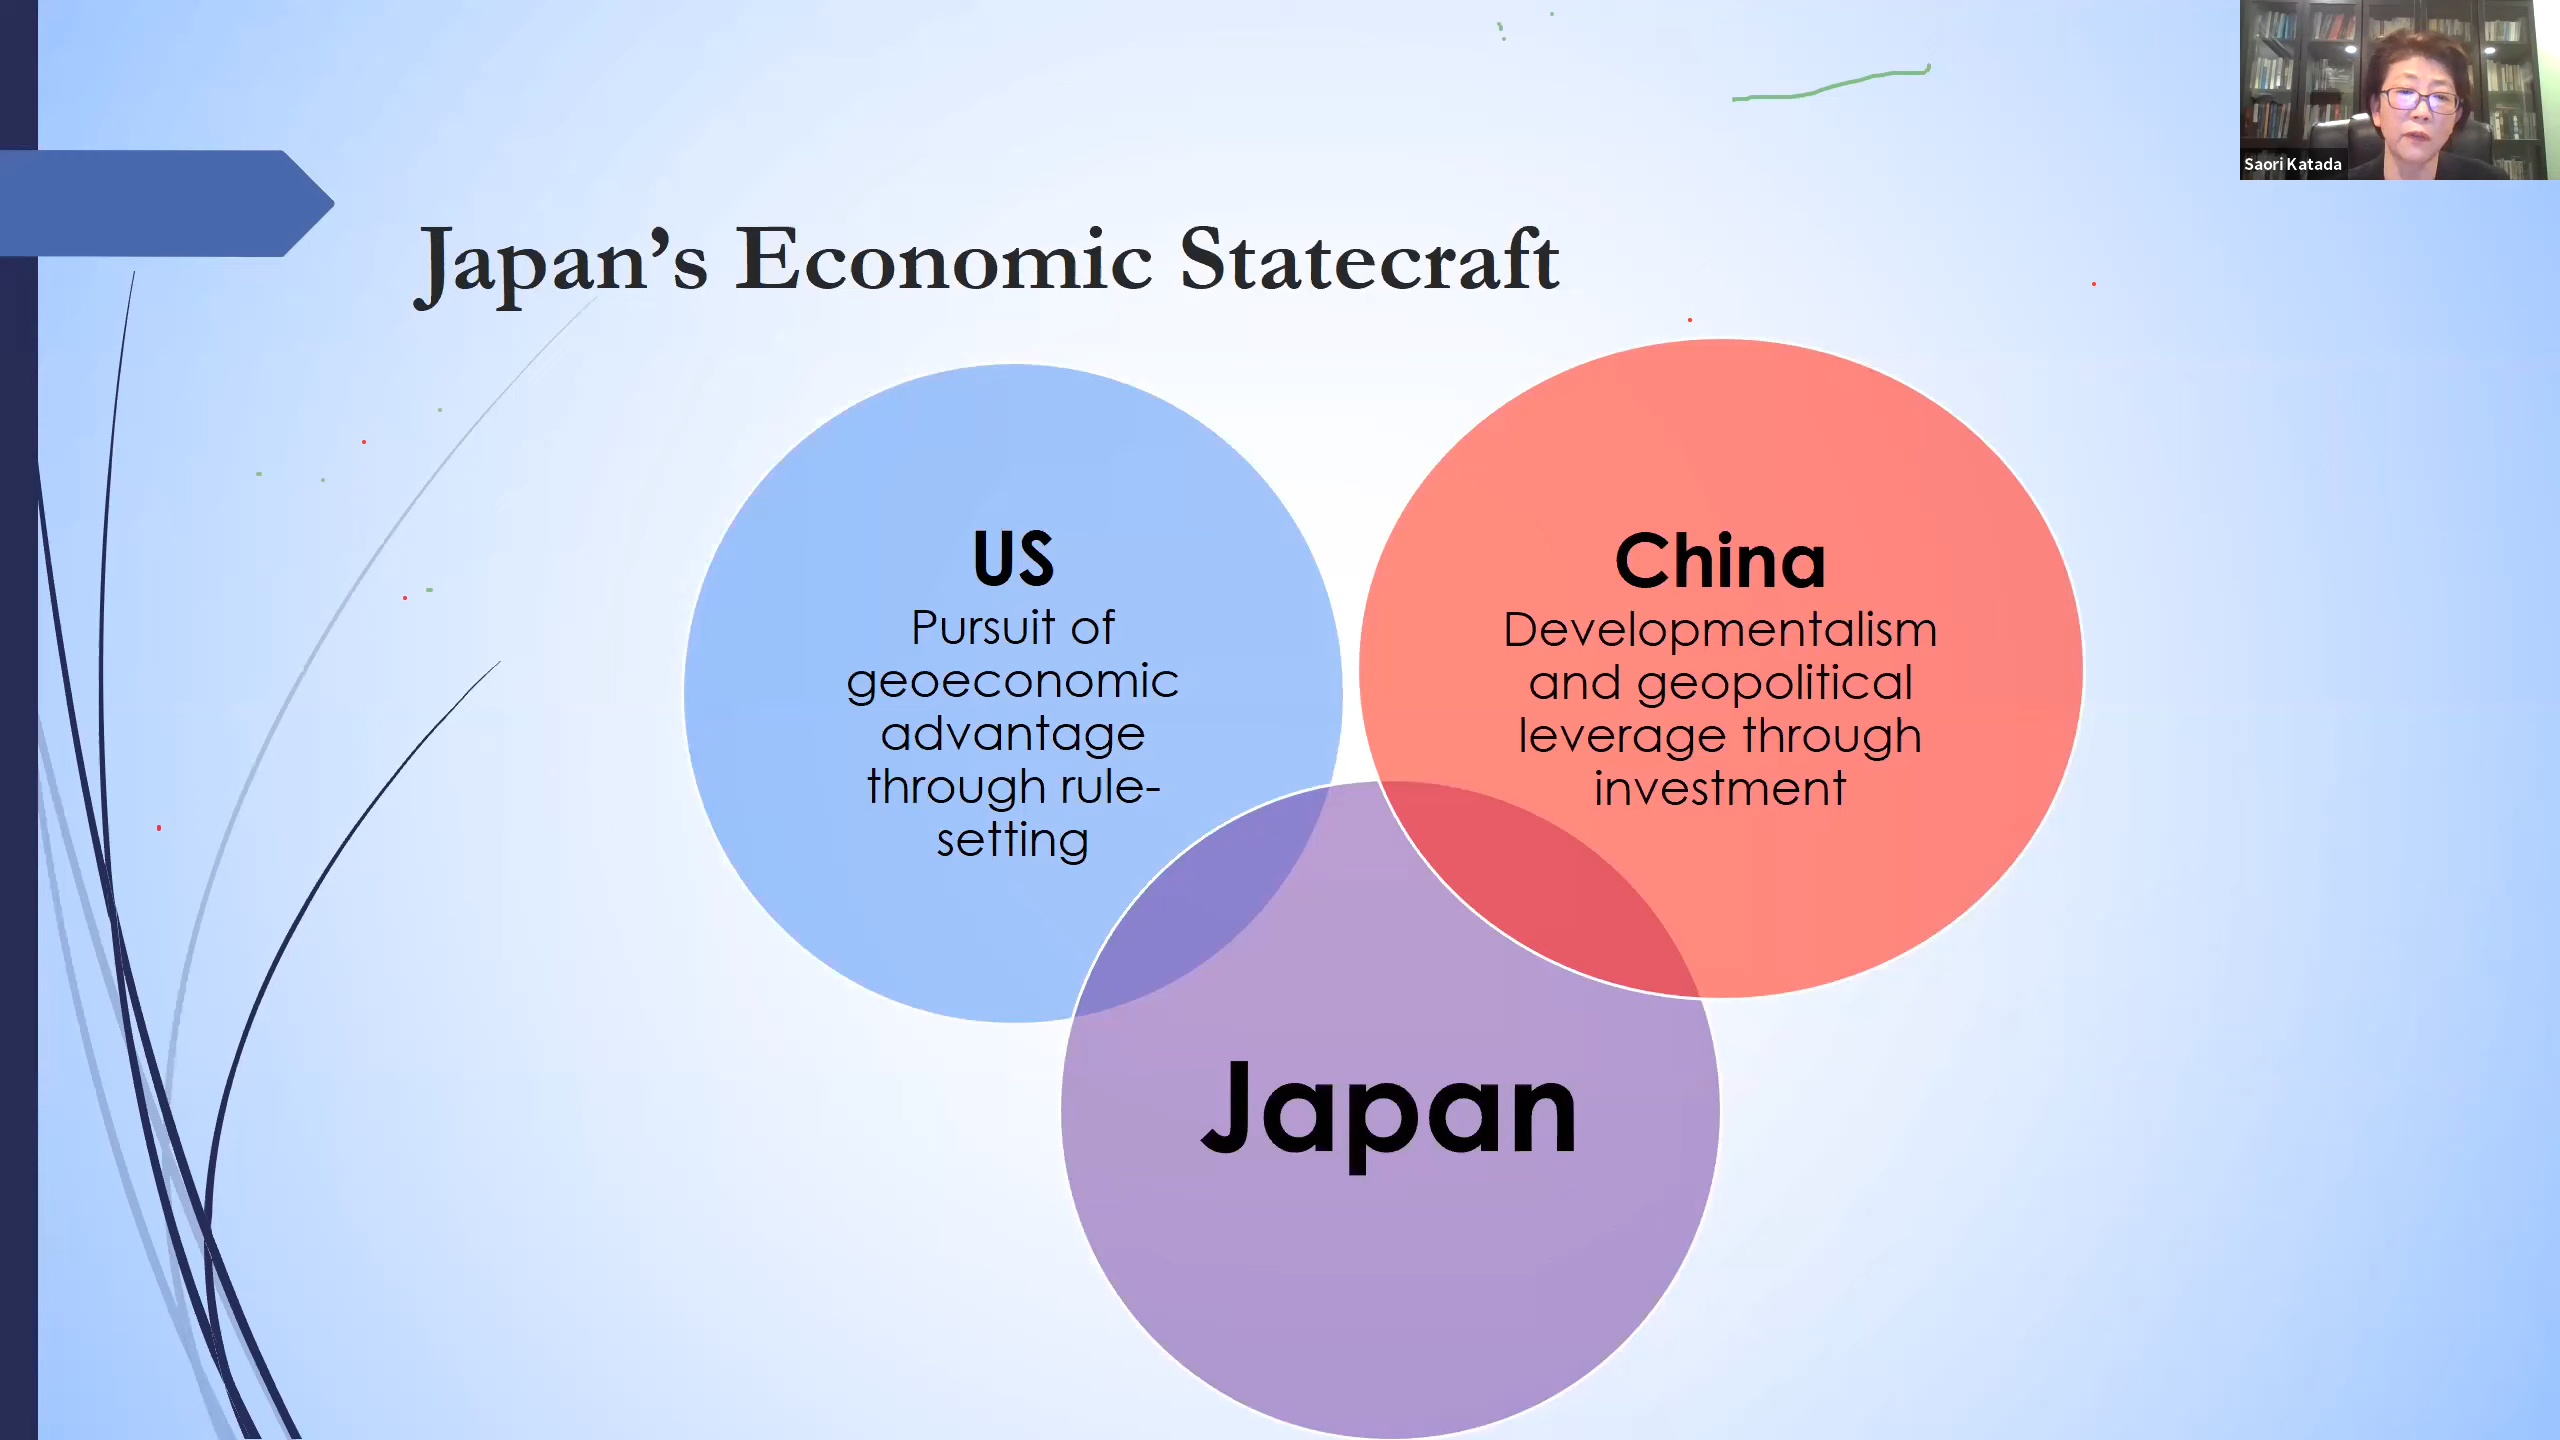 Saori Katada
Japan’s Economic Statecraft
US
Pursuit of
geoeconomic
advantage
through rule-
setting
China
Developmentalism
and geopolitical
leverage through
investment
Japan